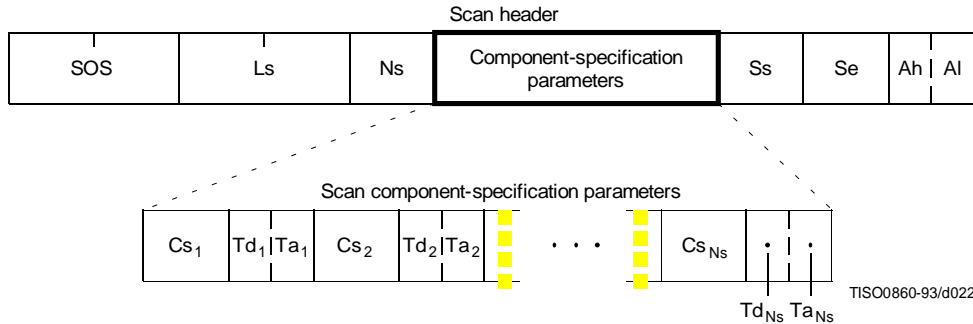 Scan header
SOS Ls Ns Component-specification parameters Ss Se Ah Al
Scan component-specification parameters
Cs1 Td1 Ta1 Cs2 Td2 Ta2 . . . CsNs
TdNs TaNs
TISO0860-93/d022